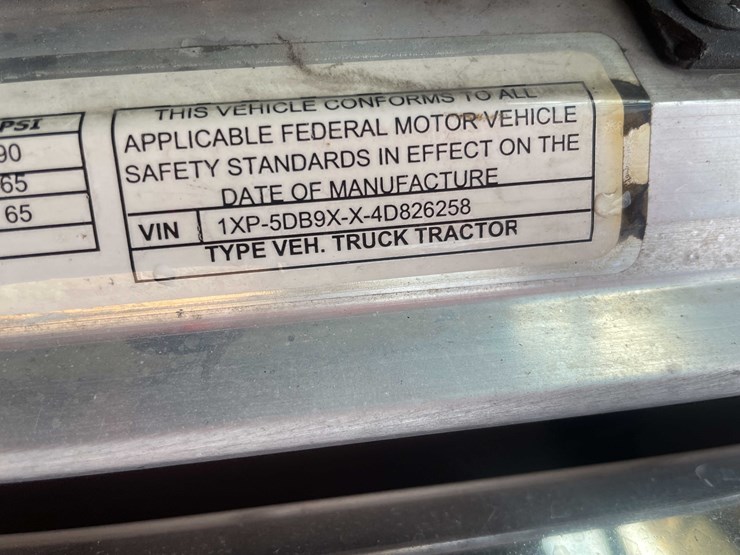 PSI
90
65
65
THIS VEHICLE CONFORMS TO ALL
APPLICABLE FEDERAL MOTOR VEHICLE
SAFETY STANDARDS IN EFFECT ON THE
DATE OF MANUFACTURE
VIN 1XP-5DB9X-X-4D826258
TYPE VEH. TRUCK TRACTOR